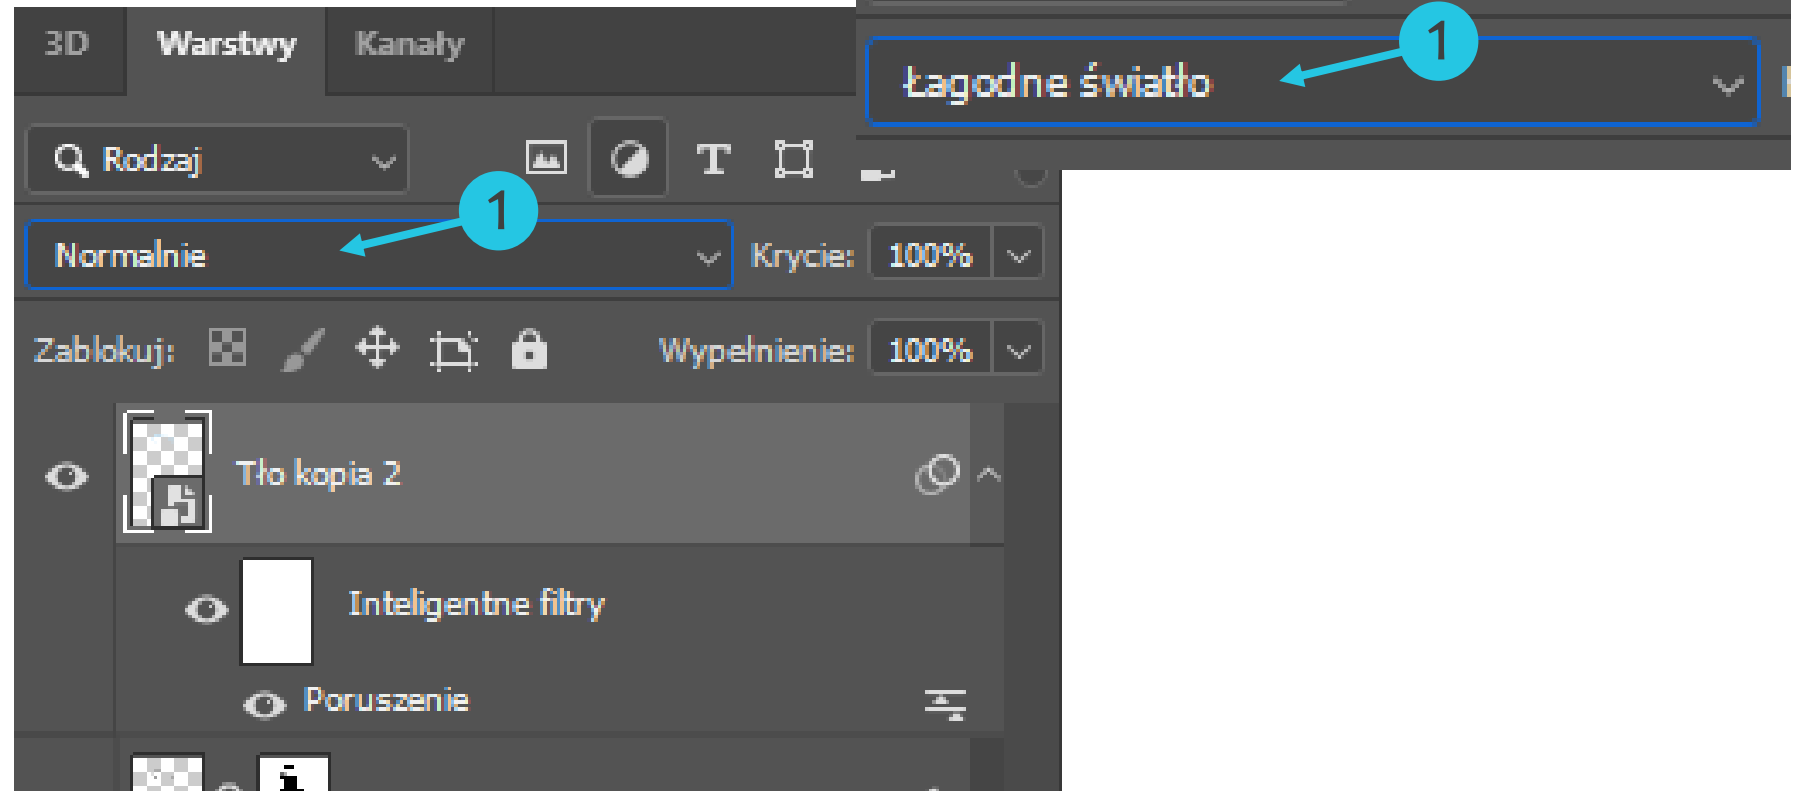 3D Warstwy Kanały
1
Łagodne światło
Rodzaj T
1
Normalnie Krycie: 100%
Zablokuj: Wypełnienie: 100%
Tło kopia 2
Inteligentne filtry
Poruszenie